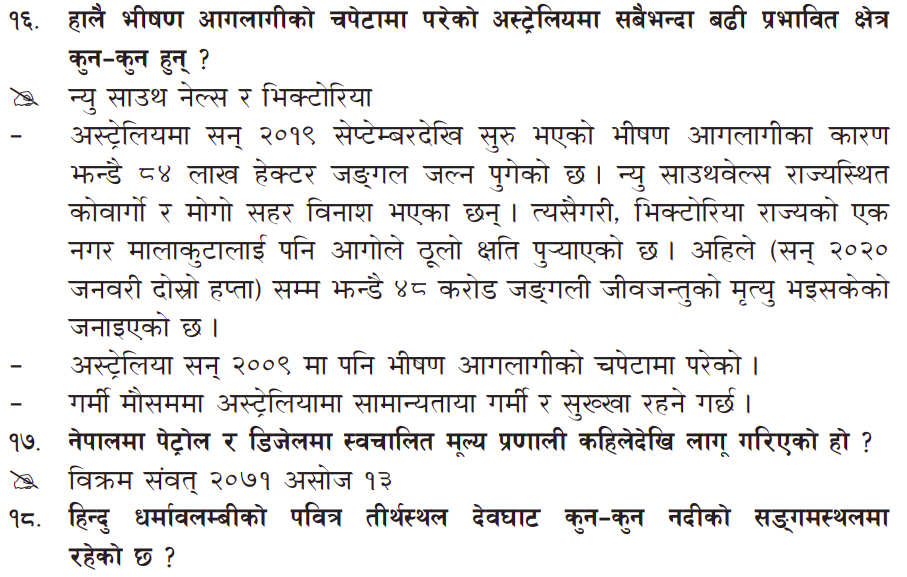 १६. हालै भीषण आगलागीको चपेटामा परेको अस्ट्रेलियमा सबैभन्दा बढी प्रभावित क्षेत्र
कुन-कुन हुन् ?
न्यु साउथ नेल्स र भिक्टोरिया
- अस्ट्रेलियमा सन् २०१९ सेप्टेम्बरदेखि सुरु भएको भीषण आगलागीका कारण
झन्डै ८४ लाख हेक्टर जङ्गल जल्न पुगेको छ । न्यु साउथवेल्स राज्यस्थित
कोवार्गो र मोगो सहर विनाश भएका छन् । त्यसैगरी, भिक्टोरिया राज्यको एक
नगर मालाकुटालाई पनि आगोले ठूलो क्षति पुऱ्याएको छ । अहिले (सन् २०२०
जनवरी दोस्रो हप्ता) सम्म झन्डै ४८ करोड जङ्गली जीवजन्तुको मृत्यु भइसकेको
जनाइएको छ ।
- अस्ट्रेलिया सन् २००९ मा पनि भीषण आगलागीको चपेटामा परेको ।
- गर्मी मौसममा अस्ट्रेलियामा सामान्यताया गर्मी र सुख्खा रहने गर्छ ।
१७. नेपालमा पेट्रोल र डिजेलमा स्वचालित मूल्य प्रणाली कहिलेदेखि लागू गरिएको हो ?
विक्रम संवत् २०७१ असोज १३
१८. हिन्दु धर्मावलम्बीको पवित्र तीर्थस्थल देवघाट कुन-कुन नदीको सङ्गमस्थलमा
रहेको छ ?